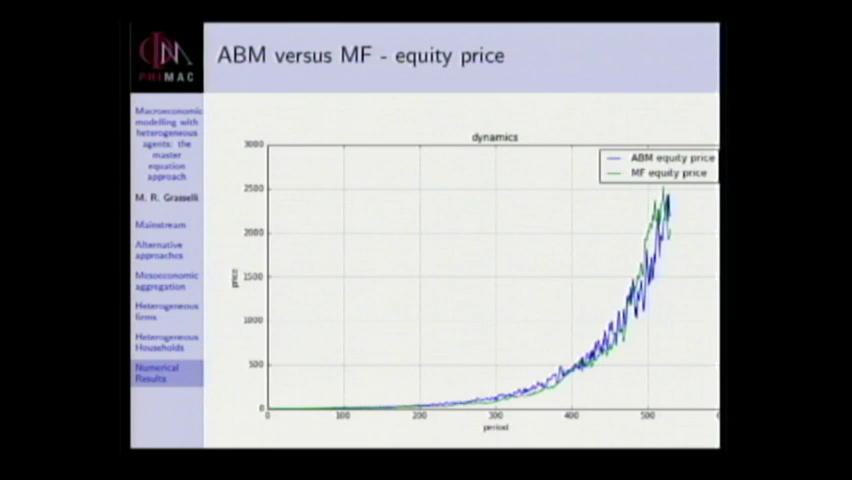 ABM versus MF - equity price
PHIMAC
Macroeconomic
modelling with
heterogeneous
agents: the
master
equation
approach
M. R. Grasselli
Mainstream
Alternative
approaches
Mesoeconomic
aggregation
Heterogeneous
firms
Heterogeneous
Households
Numerical
Results
dynamics
ABM equity price
MF equity price
3000
2500
2000
1500
1000
500
0
price
0 100 200 300 400 500
period